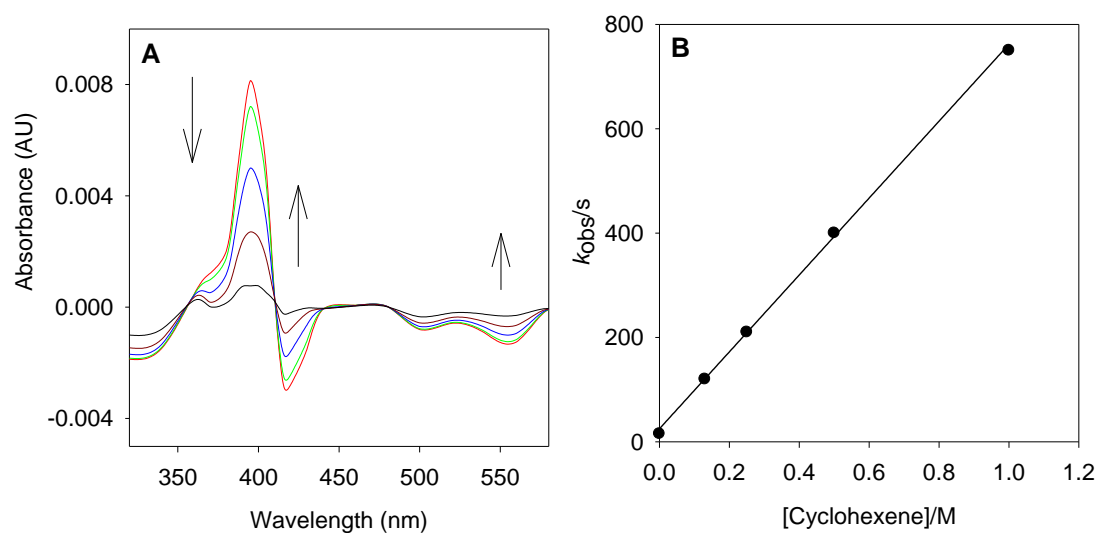 A
0.008
0.004
0.000
-0.004
Absorbance (AU)
350 400 450 500 550
Wavelength (nm)
B
800
600
400
200
0
kobs/s
0.0 0.2 0.4 0.6 0.8 1.0 1.2
[Cyclohexene]/M